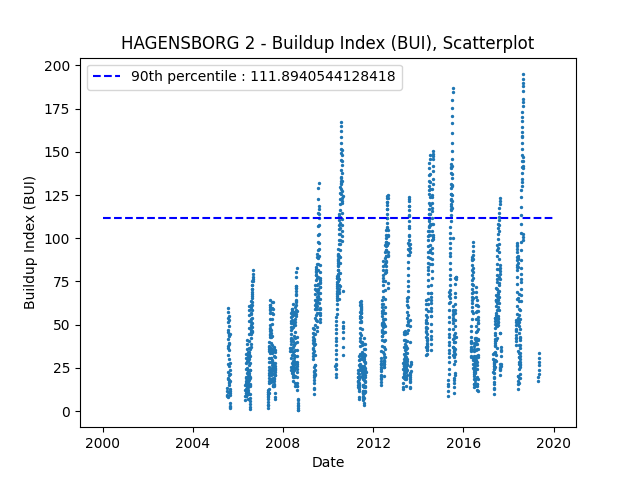 HAGENSBORG 2 - Buildup Index (BUI), Scatterplot
90th percentile : 111.8940544128418
Buildup Index (BUI)
200
175
150
125
100
75
50
25
0
2000 2004 2008 2012 2016 2020
Date